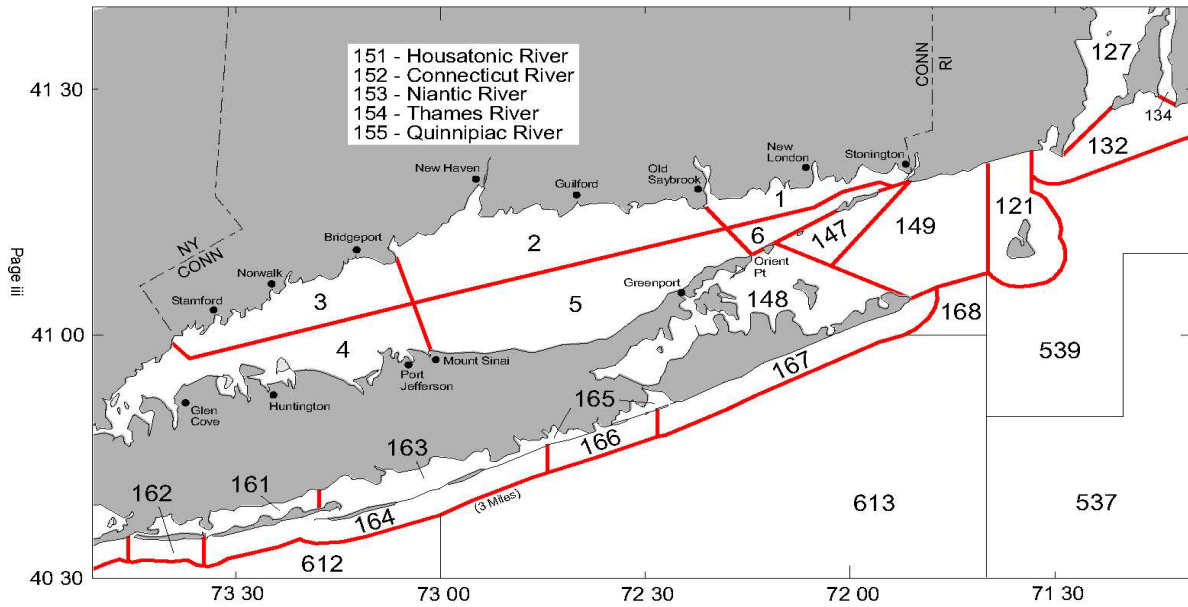 151 - Housatonic River
152 - Connecticut River
153 - Niantic River
154 - Thames River
155 - Quinnipiac River
41 30
41 00
40 30
73 30
73 00
72 30
72 00
71 30
Page iii
NY
CONN
CONN
RI
New Haven
Guilford
Old
Saybrook
New
London
Stonington
Bridgeport
Norwalk
Stamford
Greenport
Orient
Pt
Mount Sinai
Port
Jefferson
Huntington
Glen
Cove
127
134
132
121
149
147
148
1
2
3
4
5
6
168
167
166
165
164
163
162
161
(3 Miles)
539
537
613
612